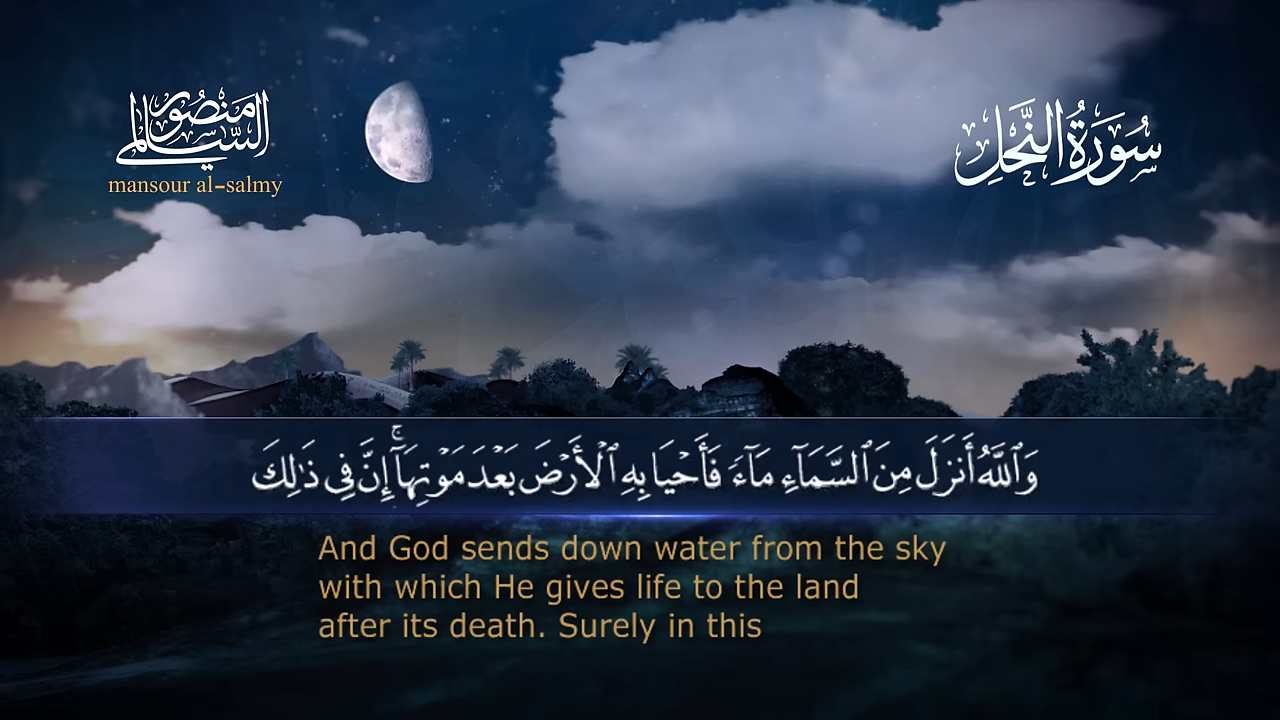 منصور السالمي
mansour al-salmy
سُورَةُ النَّحْلِ
وَٱللَّهُ أَنزَلَ مِنَ ٱلسَّمَآءِ مَآءً فَأَحْيَا بِهِ ٱلْأَرْضَ بَعْدَ مَوْتِهَآ ۚ إِنَّ فِى ذَٰلِكَ
And God sends down water from the sky
with which He gives life to the land
after its death. Surely in this